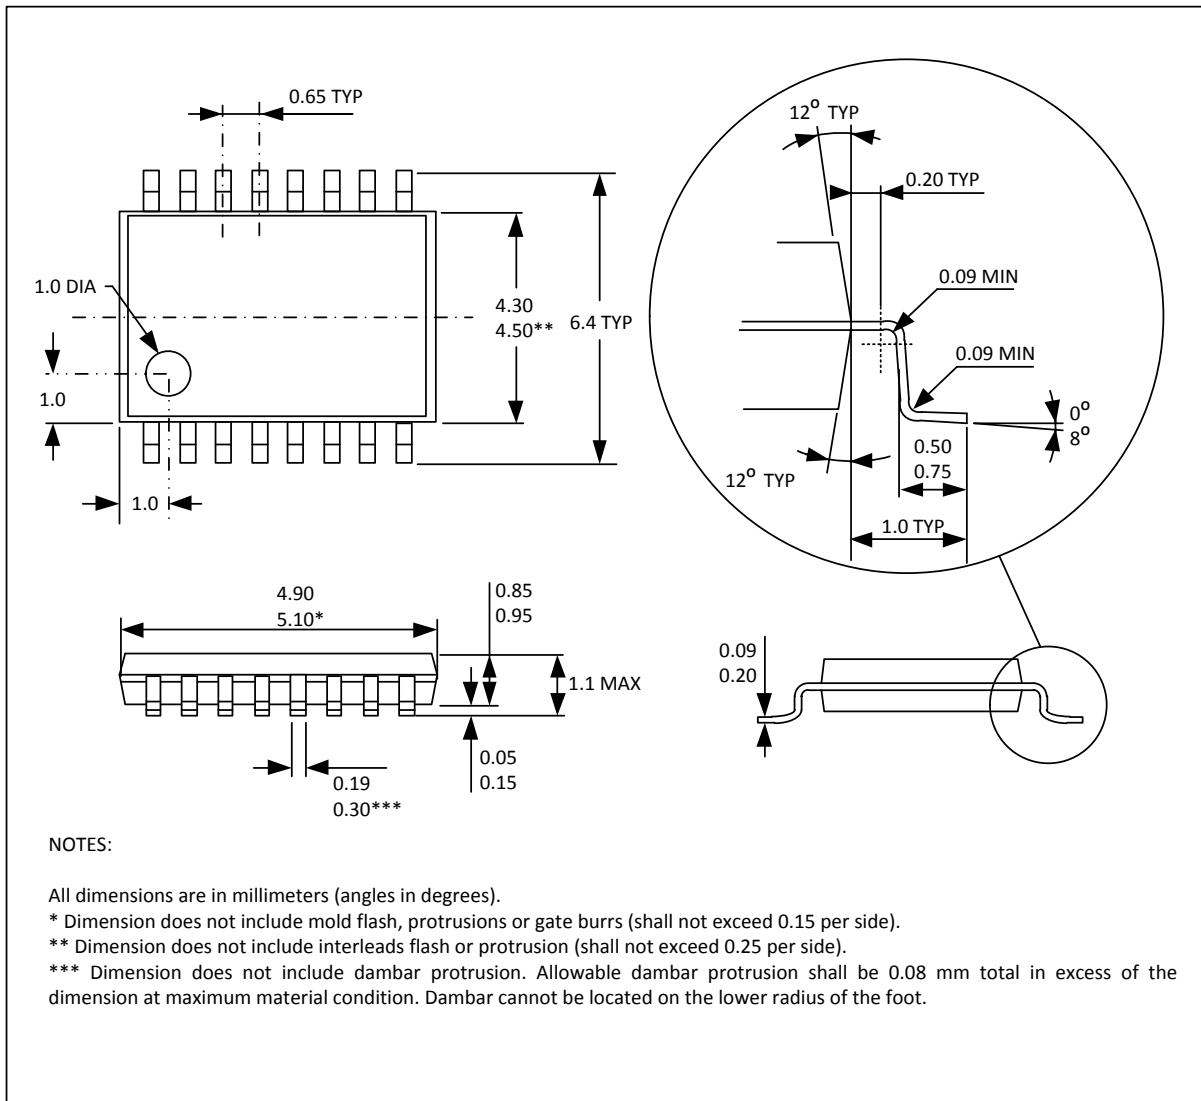 0.65 TYP
12° TYP
0.20 TYP
1.0 DIA
0.09 MIN
4.30
4.50**
6.4 TYP
0.09 MIN
1.0
0°
8°
0.50
0.75
12° TYP
1.0
1.0 TYP
4.90
5.10*
0.85
0.95
0.09
0.20
1.1 MAX
0.05
0.15
0.19
0.30***
NOTES:
All dimensions are in millimeters (angles in degrees).
* Dimension does not include mold flash, protrusions or gate burrs (shall not exceed 0.15 per side).
** Dimension does not include interleads flash or protrusion (shall not exceed 0.25 per side).
*** Dimension does not include dambar protrusion. Allowable dambar protrusion shall be 0.08 mm total in excess of the
dimension at maximum material condition. Dambar cannot be located on the lower radius of the foot.